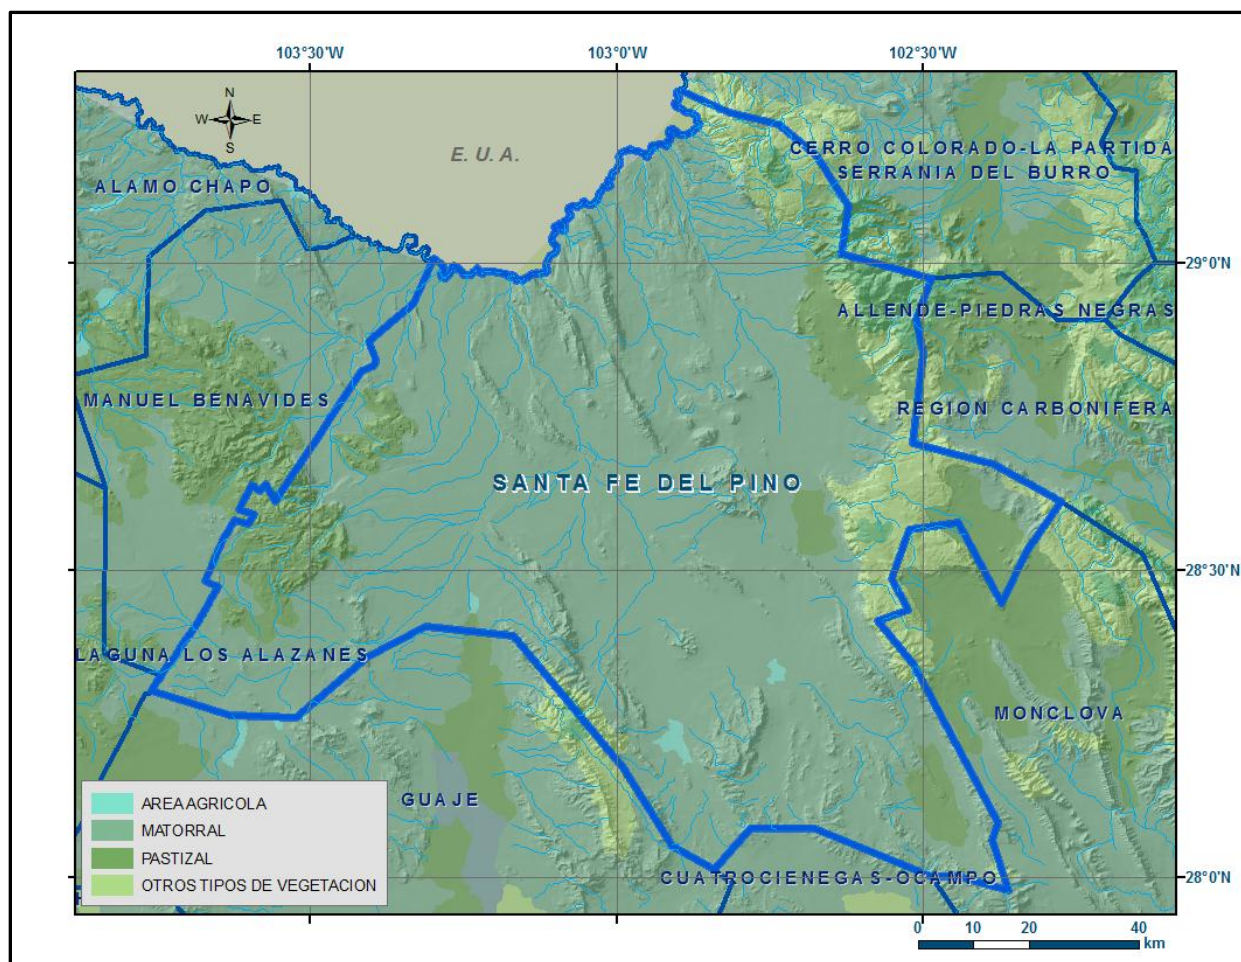 103°30'W
103°0'W
102°30'W
N
W E
S
E. U. A.
CERRO COLORADO-LA PARTIDA
SERRANIA DEL BURRO
ALAMO CHAPO
29°0'N
ALLENDE-PIEDRAS NEGRAS
MANUEL BENAVIDES
REGION CARBONIFERA
SANTA FE DEL PINO
28°30'N
LAGUNA LOS ALAZANES
MONCLOVA
GUAJE
AREA AGRICOLA
MATORRAL
PASTIZAL
OTROS TIPOS DE VEGETACION
CUATROCIENEGAS-OCAMPO
28°0'N
0 10 20 40
km